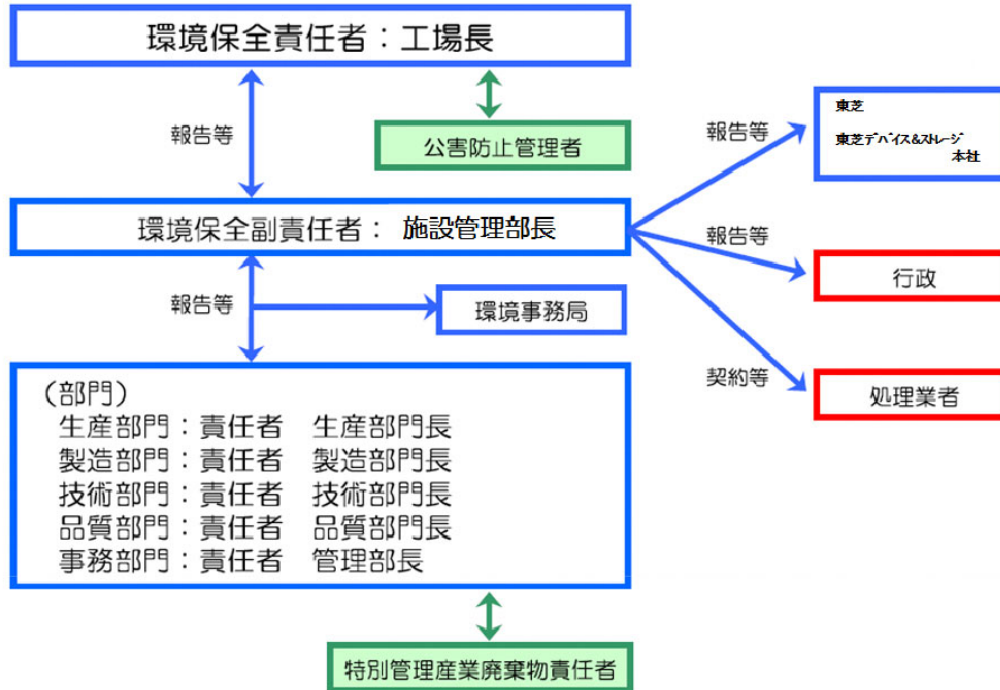 環境保全責任者：工場長
報告等
公害防止管理者
環境保全副責任者： 施設管理部長
報告等
環境事務局
報告等
東芝
東芝デバイス&ストレージ
本社
報告等
行政
契約等
処理業者
（部門）
生産部門：責任者 生産部門長
製造部門：責任者 製造部門長
技術部門：責任者 技術部門長
品質部門：責任者 品質部門長
事務部門：責任者 管理部長
特別管理産業廃棄物責任者